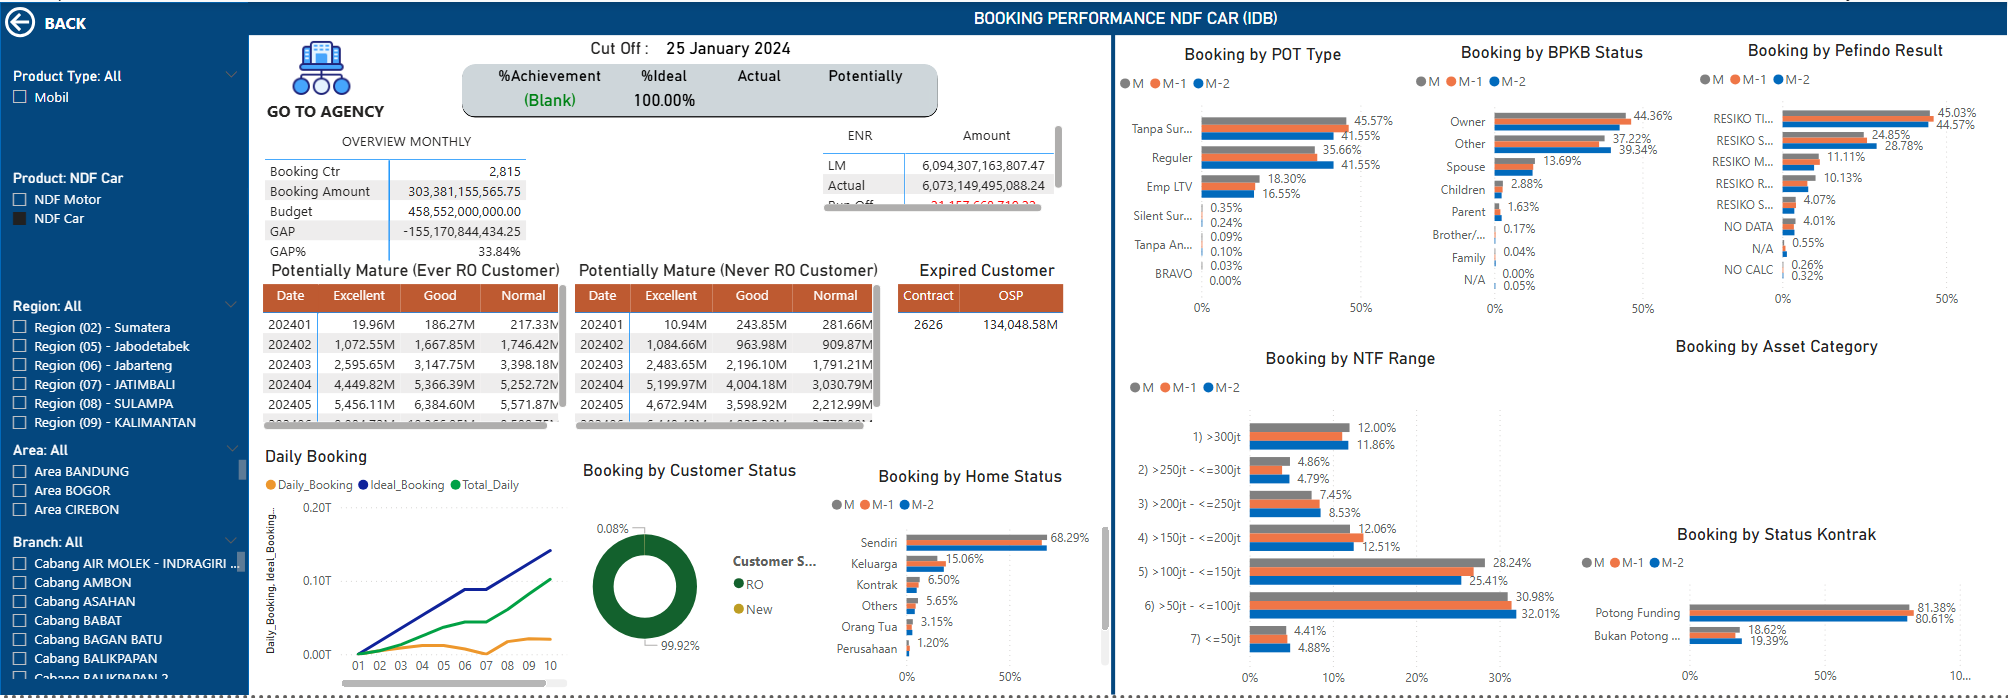 BACK
BOOKING PERFORMANCE NDF CAR (IDB)
Product Type: All
Mobil
Product: NDF Car
NDF Motor
NDF Car
Region: All
Region (02) - Sumatera
Region (05) - Jabodetabek
Region (06) - Jabarteng
Region (07) - JATIMBALI
Region (08) - SULAMPA
Region (09) - KALIMANTAN
Area: All
Area BANDUNG
Area BOGOR
Area CIREBON
Branch: All
Cabang AIR MOLEK - INDRAGIRI ...
Cabang AMBON
Cabang ASAHAN
Cabang BABAT
Cabang BAGAN BATU
Cabang BALIKPAPAN
Cabang BALIKPAPAN 2
GO TO AGENCY
Cut Off : 25 January 2024
%Achievement %Ideal Actual Potentially
(Blank) 100.00%
OVERVIEW MONTHLY
Booking Ctr 2,815
Booking Amount 303,381,155,565.75
Budget 458,552,000,000.00
GAP -155,170,844,434.25
GAP% 33.84%
ENR Amount
LM 6,094,307,163,807.47
Actual 6,073,149,495,088.24
Run Off
Potentially Mature (Ever RO Customer)
Date Excellent Good Normal
202401 19.96M 186.27M 217.33M
202402 1,072.55M 1,667.85M 1,746.42M
202403 2,595.65M 3,147.75M 3,398.18M
202404 4,449.82M 5,366.39M 5,252.72M
202405 5,456.11M 6,384.60M 5,571.87M
Potentially Mature (Never RO Customer)
Date Excellent Good Normal
202401 10.94M 243.85M 281.66M
202402 1,084.66M 963.98M 909.87M
202403 2,483.65M 2,196.10M 1,791.21M
202404 5,199.97M 4,004.18M 3,030.79M
202405 4,672.94M 3,598.92M 2,212.99M
Expired Customer
Contract OSP
2626 134,048.58M
Daily Booking
Daily_Booking Ideal_Booking Total_Daily
Daily_Booking, Ideal_Booking...
0.20T
0.10T
0.00T
01 02 03 04 05 06 07 08 09 10
Booking by Customer Status
0.08%
99.92%
Customer S...
RO
New
Booking by Home Status
M M-1 M-2
Sendiri 68.29%
Keluarga 15.06%
Kontrak 6.50%
Others 5.65%
Orang Tua 3.15%
Perusahaan 1.20%
0% 50%
Booking by POT Type
M M-1 M-2
Tanpa Sur... 45.57%
41.55%
Reguler 35.66%
41.55%
Emp LTV 18.30%
16.55%
Silent Sur... 0.35%
0.24%
Tanpa An... 0.09%
0.10%
BRAVO 0.03%
0.00%
0% 50%
Booking by BPKB Status
M M-1 M-2
Owner 44.36%
Other 37.22%
39.34%
Spouse 13.69%
Children 2.88%
Parent 1.63%
Brother/... 0.17%
Family 0.04%
N/A 0.00%
0.05%
0% 50%
Booking by Pefindo Result
M M-1 M-2
RESIKO TI... 45.03%
44.57%
RESIKO S... 24.85%
28.78%
RESIKO M... 11.11%
RESIKO R... 10.13%
RESIKO S... 4.07%
NO DATA 4.01%
N/A 0.55%
NO CALC 0.26%
0.32%
0% 50%
Booking by NTF Range
M M-1 M-2
1) >300jt 12.00%
11.86%
2) >250jt - <=300jt 4.86%
4.79%
3) >200jt - <=250jt 7.45%
8.53%
4) >150jt - <=200jt 12.06%
12.51%
5) >100jt - <=150jt 28.24%
25.41%
6) >50jt - <=100jt 30.98%
32.01%
7) <=50jt 4.41%
4.88%
0% 10% 20% 30%
Booking by Asset Category
Booking by Status Kontrak
M M-1 M-2
Potong Funding 81.38%
80.61%
Bukan Potong ... 18.62%
19.39%
0% 50% 10...